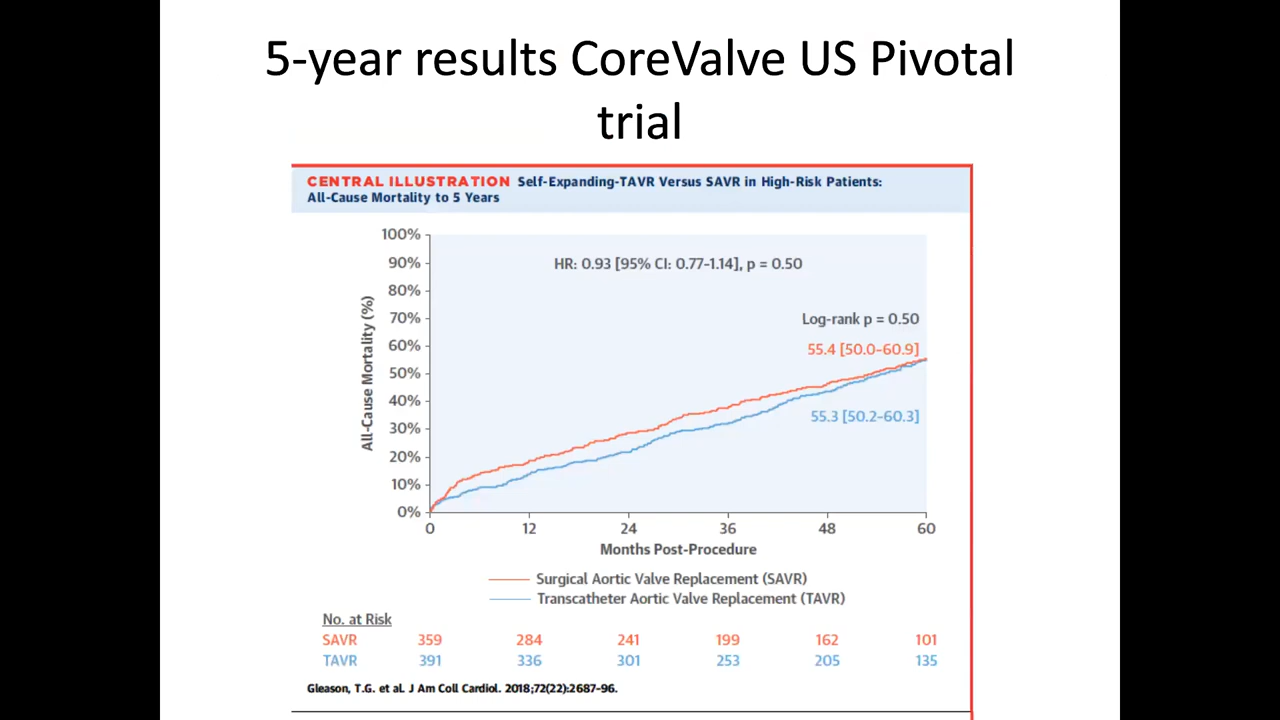 5-year results CoreValve US Pivotal
trial
CENTRAL ILLUSTRATION Self-Expanding-TAVR Versus SAVR in High-Risk Patients:
All-Cause Mortality to 5 Years
100%
90%
80%
70%
60%
50%
40%
30%
20%
10%
0%
All-Cause Mortality (%)
HR: 0.93 [95% CI: 0.77–1.14], p = 0.50
Log-rank p = 0.50
55.4 [50.0–60.9]
55.3 [50.2–60.3]
0 12 24 36 48 60
Months Post-Procedure
Surgical Aortic Valve Replacement (SAVR)
Transcatheter Aortic Valve Replacement (TAVR)
No. at Risk
SAVR 359 284 241 199 162 101
TAVR 391 336 301 253 205 135
Gleason, T.G. et al. J Am Coll Cardiol. 2018;72(22):2687–96.